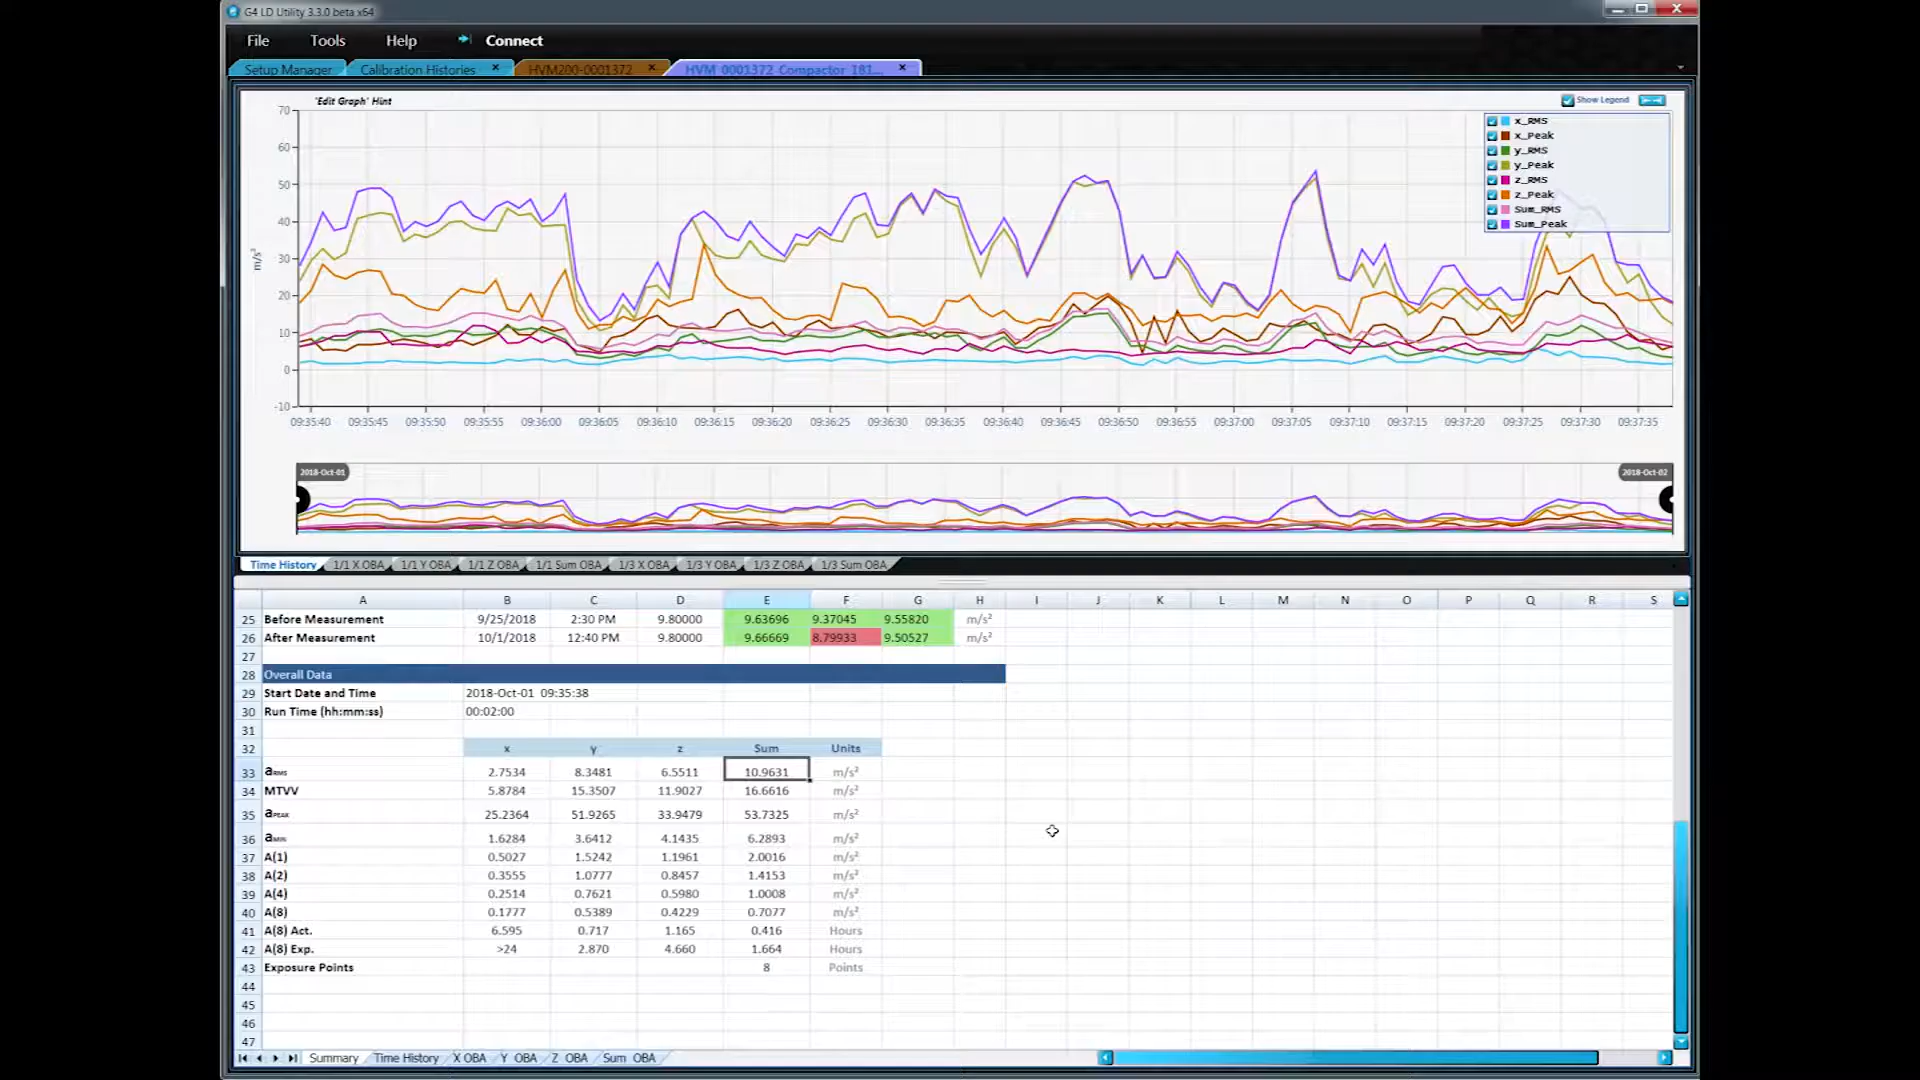 G4 LD Utility 3.3.0 beta x64
File Tools Help Connect
Setup Manager Calibration Histories HVM200-0001372 HVM_0001372-Compactor_181...
'Edit Graph' Hint
Show Legend
x_RMS
x_Peak
y_RMS
y_Peak
z_RMS
z_Peak
Sum_RMS
Sum_Peak
70
60
50
40
30
20
10
0
-10
m/s²
09:35:40 09:35:45 09:35:50 09:35:55 09:36:00 09:36:05 09:36:10 09:36:15 09:36:20 09:36:25 09:36:30 09:36:35 09:36:40 09:36:45 09:36:50 09:36:55 09:37:00 09:37:05 09:37:10 09:37:15 09:37:20 09:37:25 09:37:30 09:37:35
2018-Oct-01 2018-Oct-02
Time History 1/1 X OBA 1/1 Y OBA 1/1 Z OBA 1/1 Sum OBA 1/3 X OBA 1/3 Y OBA 1/3 Z OBA 1/3 Sum OBA
A B C D E F G H I J K L M N O P Q R S
25 Before Measurement 9/25/2018 2:30 PM 9.80000 9.63696 9.37045 9.55820 m/s²
26 After Measurement 10/1/2018 12:40 PM 9.80000 9.66669 8.79933 9.50527 m/s²
27
28 Overall Data
29 Start Date and Time 2018-Oct-01 09:35:38
30 Run Time (hh:mm:ss) 00:02:00
31
32 x y z Sum Units
33 aRMS 2.7534 8.3481 6.5511 10.9631 m/s²
34 MTVV 5.8784 15.3507 11.9027 16.6616 m/s²
35 aPEAK 25.2364 51.9265 33.9479 53.7325 m/s²
36 aMIN 1.6284 3.6412 4.1435 6.2893 m/s²
37 A(1) 0.5027 1.5242 1.1961 2.0016 m/s²
38 A(2) 0.3555 1.0777 0.8457 1.4153 m/s²
39 A(4) 0.2514 0.7621 0.5980 1.0008 m/s²
40 A(8) 0.1777 0.5389 0.4229 0.7077 m/s²
41 A(8) Act. 6.595 0.717 1.165 0.416 Hours
42 A(8) Exp. >24 2.870 4.660 1.664 Hours
43 Exposure Points 8 Points
44
45
46
47
Summary Time History X OBA Y OBA Z OBA Sum OBA